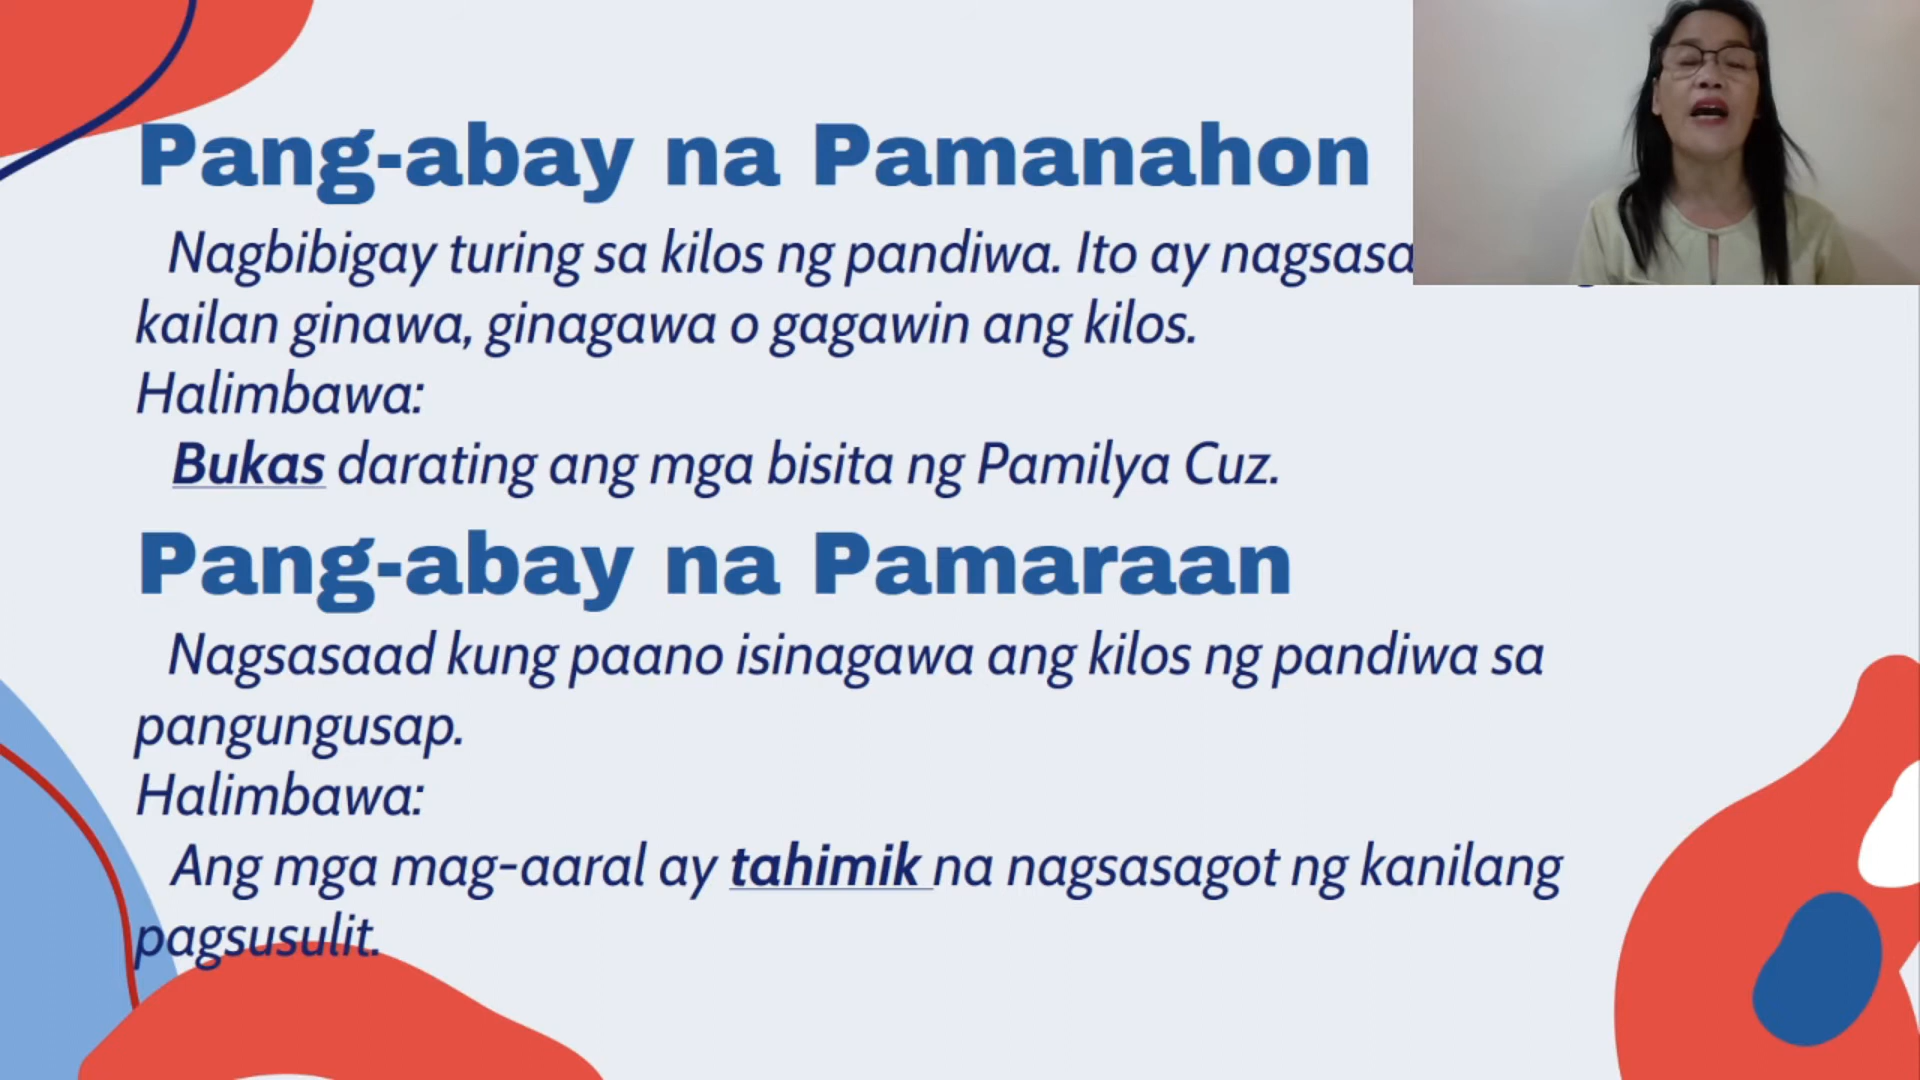 Pang-abay na Pamanahon
Nagbibigay turing sa kilos ng pandiwa. Ito ay
kailan ginawa, ginagawa o gagawin ang kilos.
Halimbawa:
Bukas darating ang mga bisita ng Pamilya Cuz.
Pang-abay na Pamaraan
Nagsasaad kung paano isinagawa ang kilos ng pandiwa sa
pangungusap.
Halimbawa:
Ang mga mag-aaral ay tahimik na nagsasagot ng kanilang
pagsusulit.